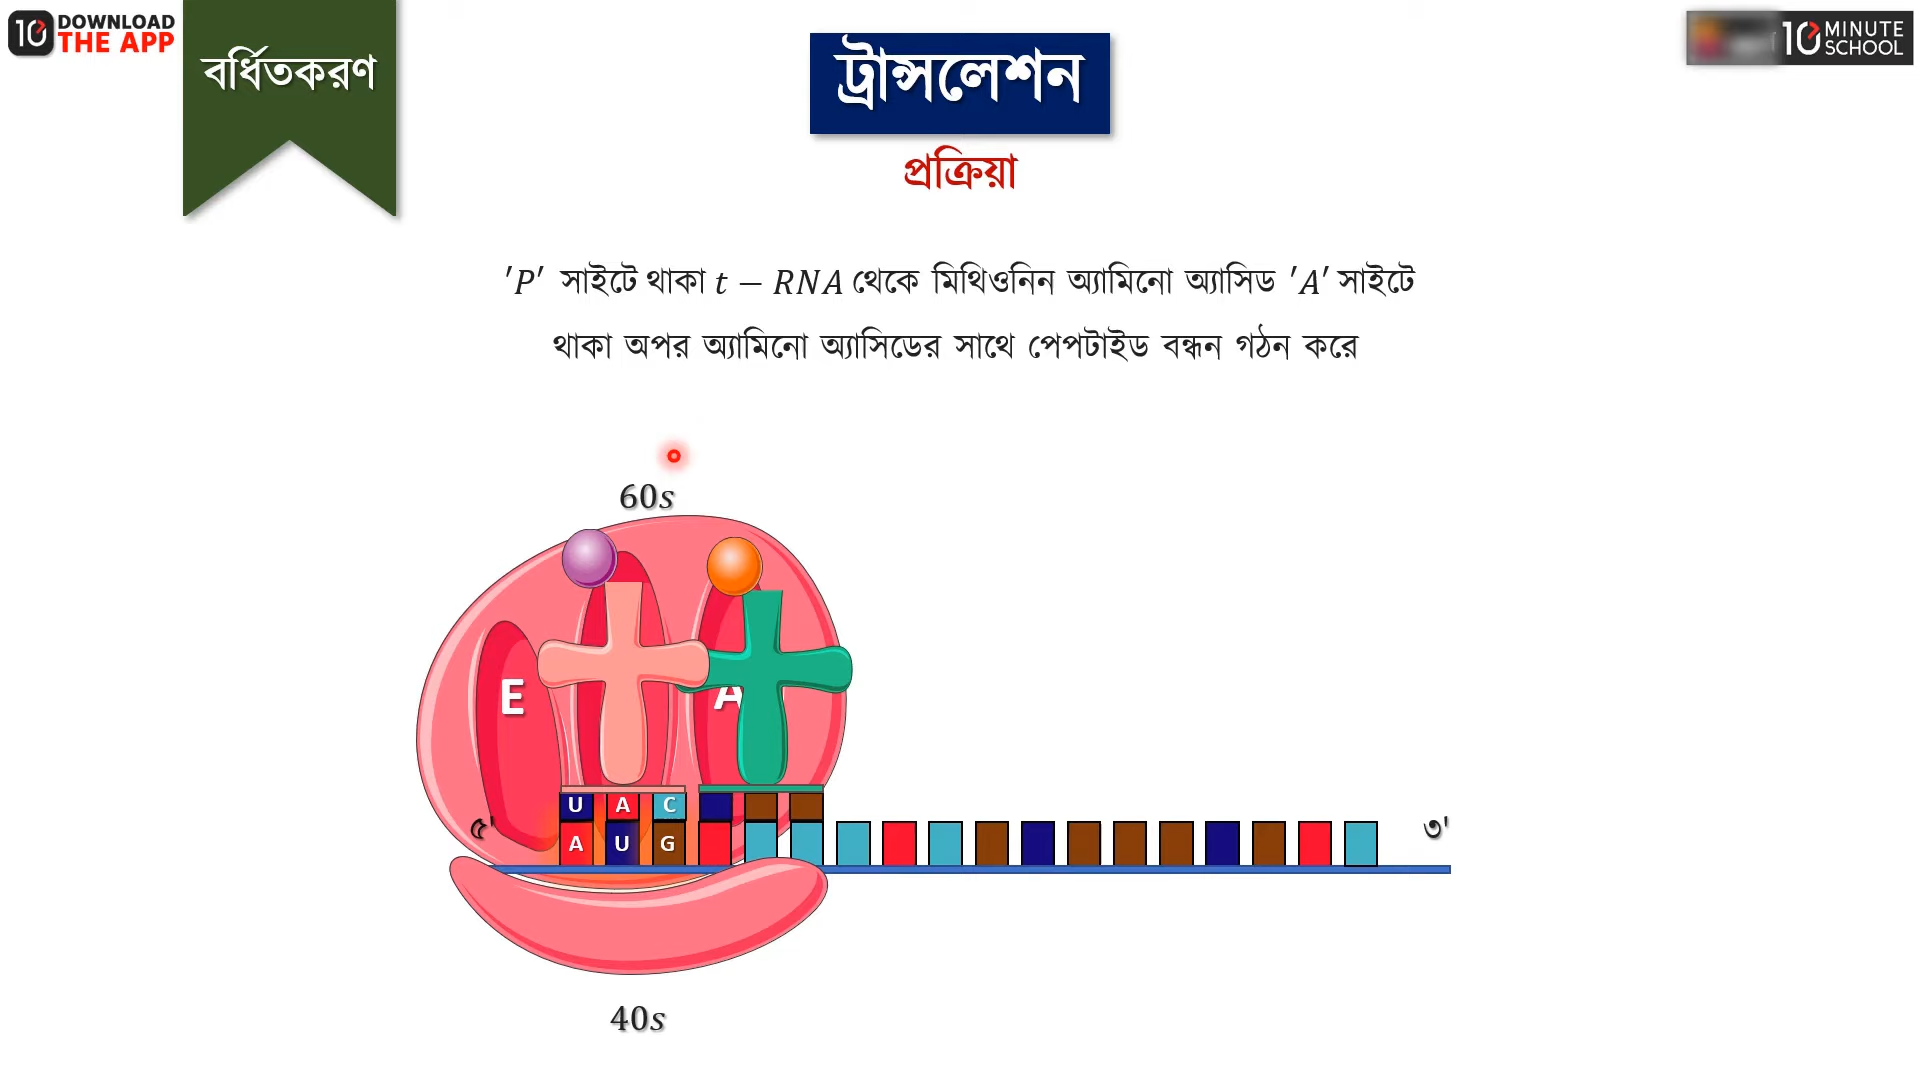 10 DOWNLOAD THE APP
বর্ধিতকরণ
ট্রান্সলেশন
10 MINUTE SCHOOL
প্রক্রিয়া
'P' সাইটে থাকা t − RNA থেকে মিথিওনিন অ্যামিনো অ্যাসিড 'A' সাইটে
থাকা অপর অ্যামিনো অ্যাসিডের সাথে পেপটাইড বন্ধন গঠন করে
60s
E A
U A C
৫' A U G ৩'
40s